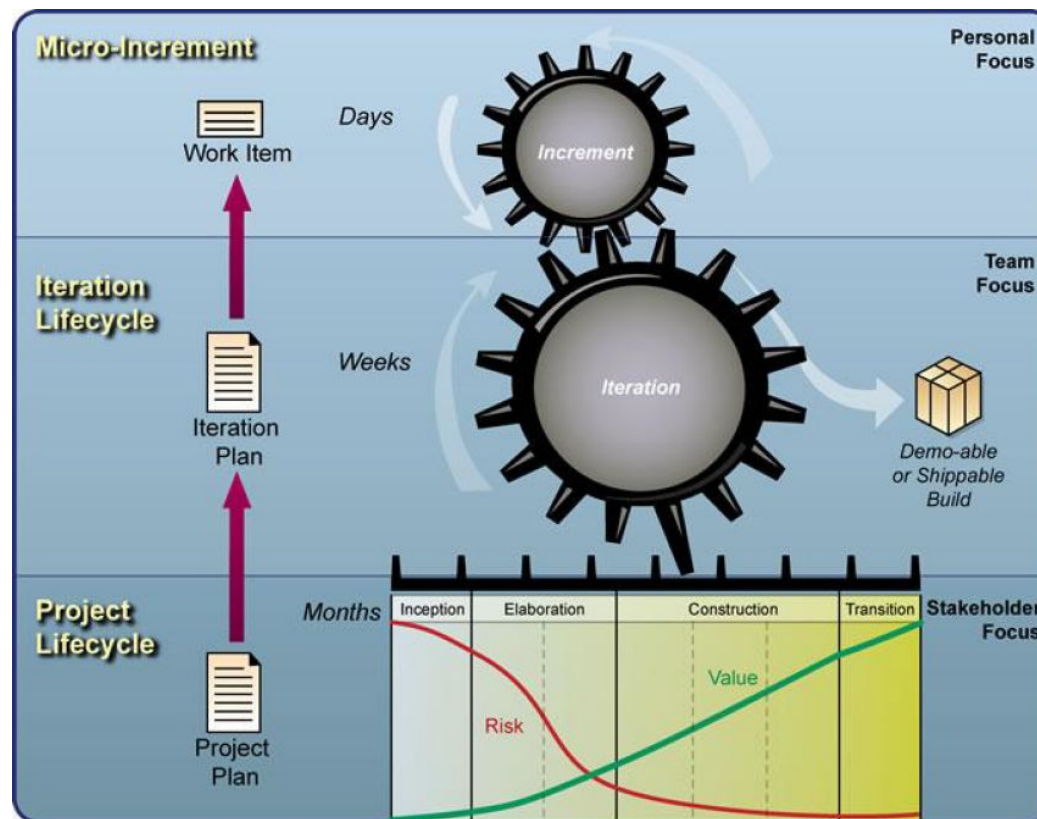 Micro-Increment
Personal
Focus
Days
Work Item
Increment
Iteration
Lifecycle
Team
Focus
Weeks
Iteration
Iteration
Plan
Demo-able
or Shippable
Build
Project
Lifecycle
Months
Inception
Elaboration
Construction
Transition
Stakeholder
Focus
Value
Risk
Project
Plan